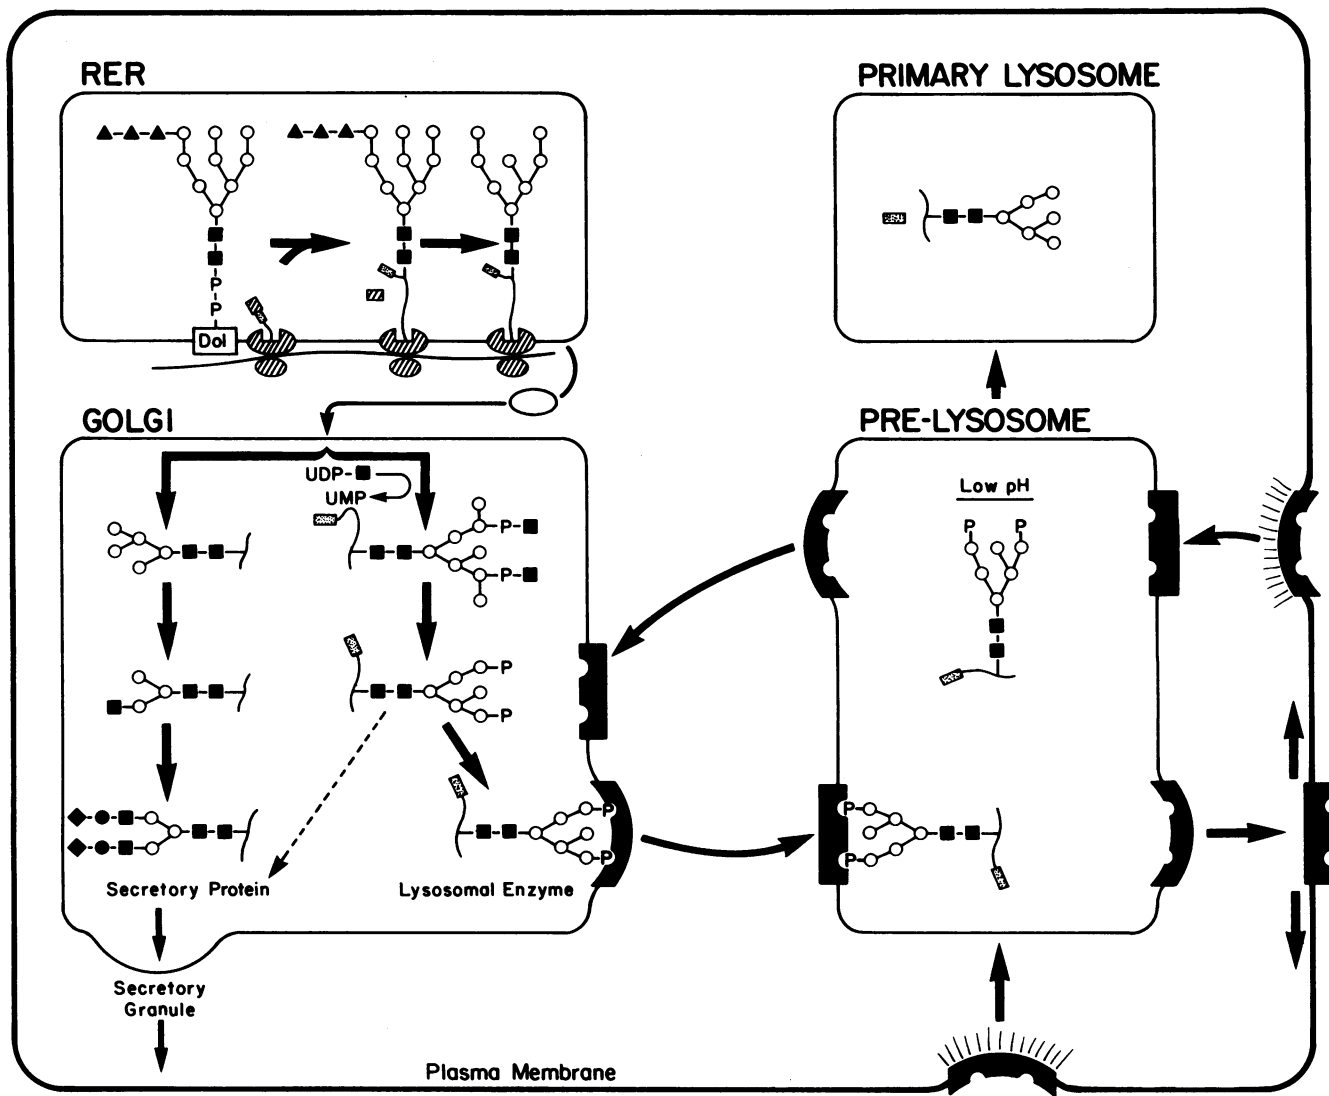 RER
PRIMARY LYSOSOME
P
P
Dol
GOLGI
PRE-LYSOSOME
UDP-
UMP
Low pH
P
P
P
P
P
P
P
P
P
P
Secretory Protein
Lysosomal Enzyme
Secretory
Granule
Plasma Membrane